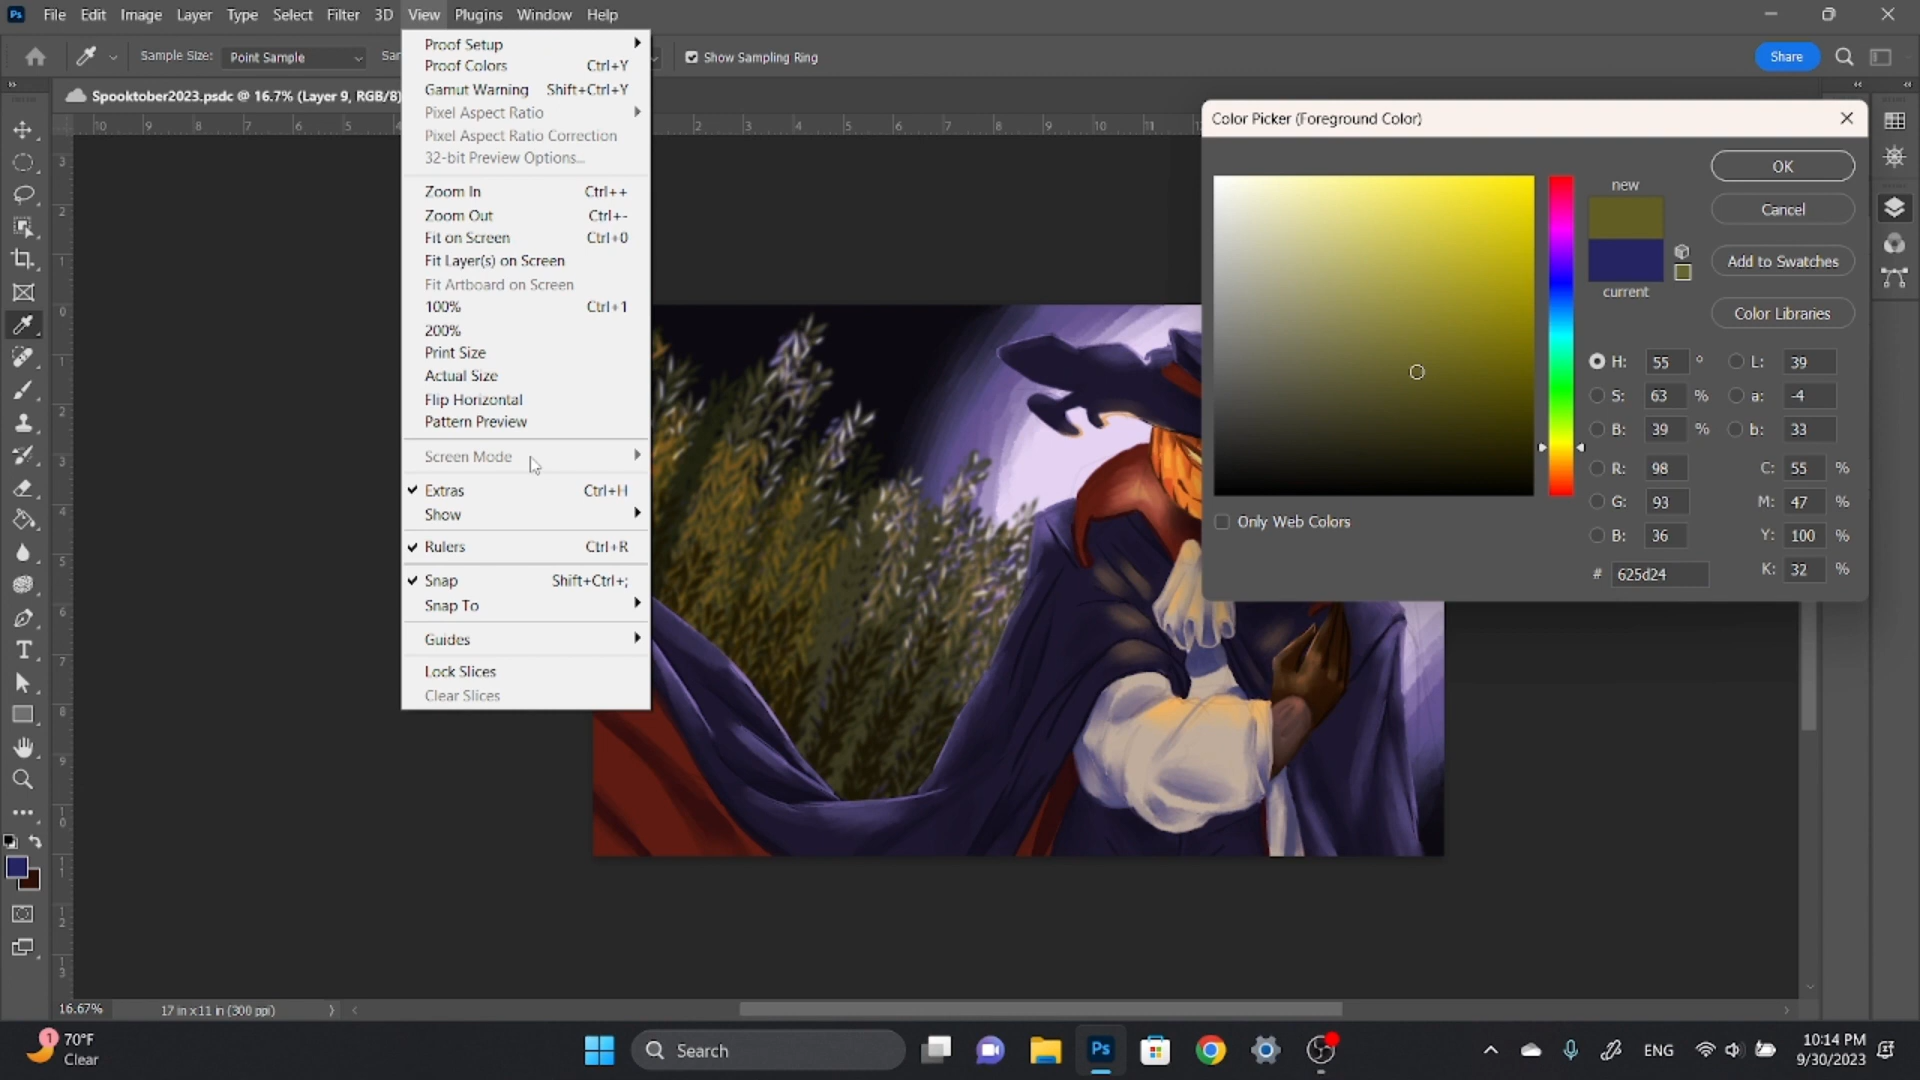 Ps File Edit Image Layer Type Select Filter 3D View Plugins Window Help
Sample Size: Point Sample Show Sampling Ring Share
Spooktober2023.psdc @ 16.7% (Layer 9, RGB/8)
Proof Setup
Proof Colors Ctrl+Y
Gamut Warning Shift+Ctrl+Y
Pixel Aspect Ratio
Pixel Aspect Ratio Correction
32-bit Preview Options...
Zoom In Ctrl++
Zoom Out Ctrl+-
Fit on Screen Ctrl+0
Fit Layer(s) on Screen
Fit Artboard on Screen
100% Ctrl+1
200%
Print Size
Actual Size
Flip Horizontal
Pattern Preview
Screen Mode
Extras Ctrl+H
Show
Rulers Ctrl+R
Snap Shift+Ctrl+;
Snap To
Guides
Lock Slices
Clear Slices
Color Picker (Foreground Color)
new
current
OK
Cancel
Add to Swatches
Color Libraries
H: 55 ° L: 39
S: 63 % a: -4
B: 39 % b: 33
R: 98 C: 55 %
G: 93 M: 47 %
B: 36 Y: 100 %
# 625d24 K: 32 %
Only Web Colors
16.67% 17 in x 11 in (300 ppi)
1 70°F
Clear
Search
Ps
ENG
10:14 PM
9/30/2023